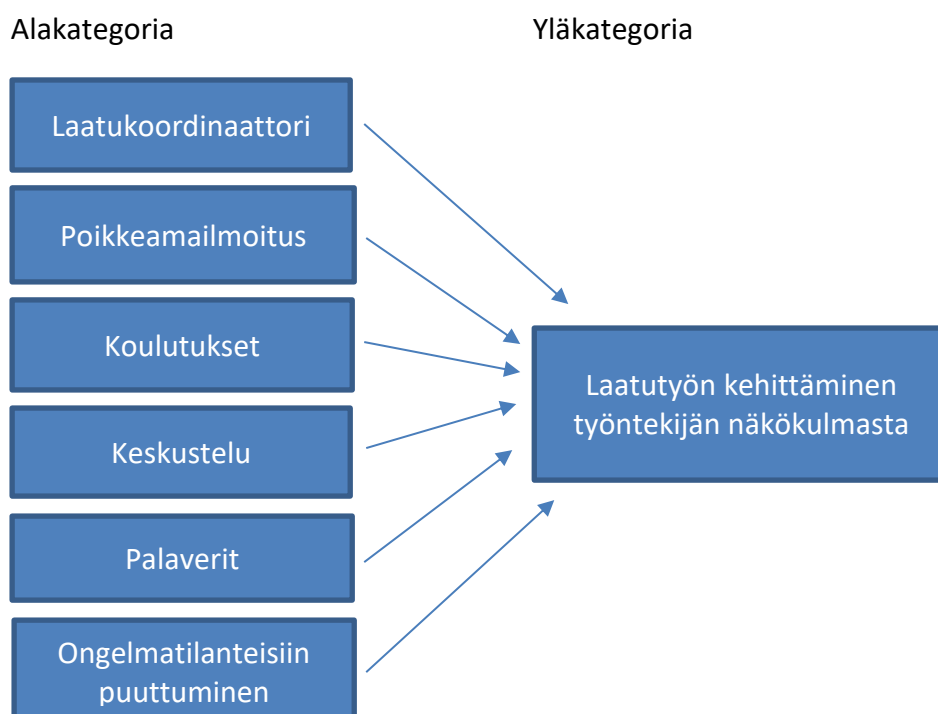 Alakategoria
Yläkategoria
Laatukoordinaattori
Poikkeamailmoitus
Koulutukset
Keskustelu
Palaverit
Ongelmatilanteisiin
puuttuminen
Laatutyön kehittäminen
työntekijän näkökulmasta